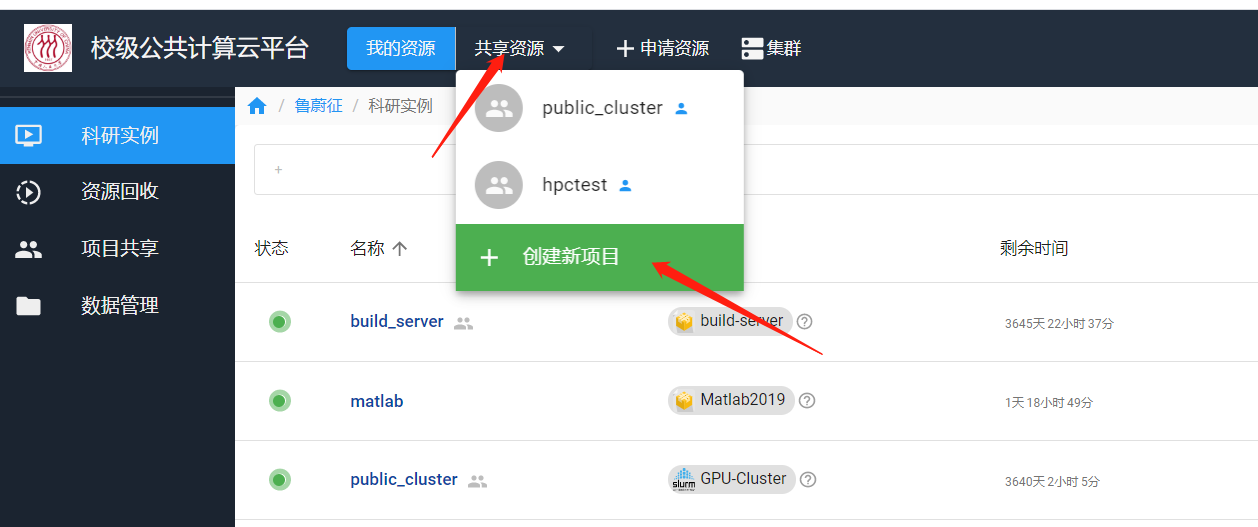 校级公共计算云平台
我的资源
共享资源
申请资源
集群
public_cluster
hpctest
创建新项目
科研实例
资源回收
项目共享
数据管理
/ 鲁蔚征 / 科研实例
+
状态 名称 剩余时间
build_server build-server 3645天 22小时 37分
matlab Matlab2019 1天 18小时 49分
public_cluster slurm GPU-Cluster 3640天 2小时 5分